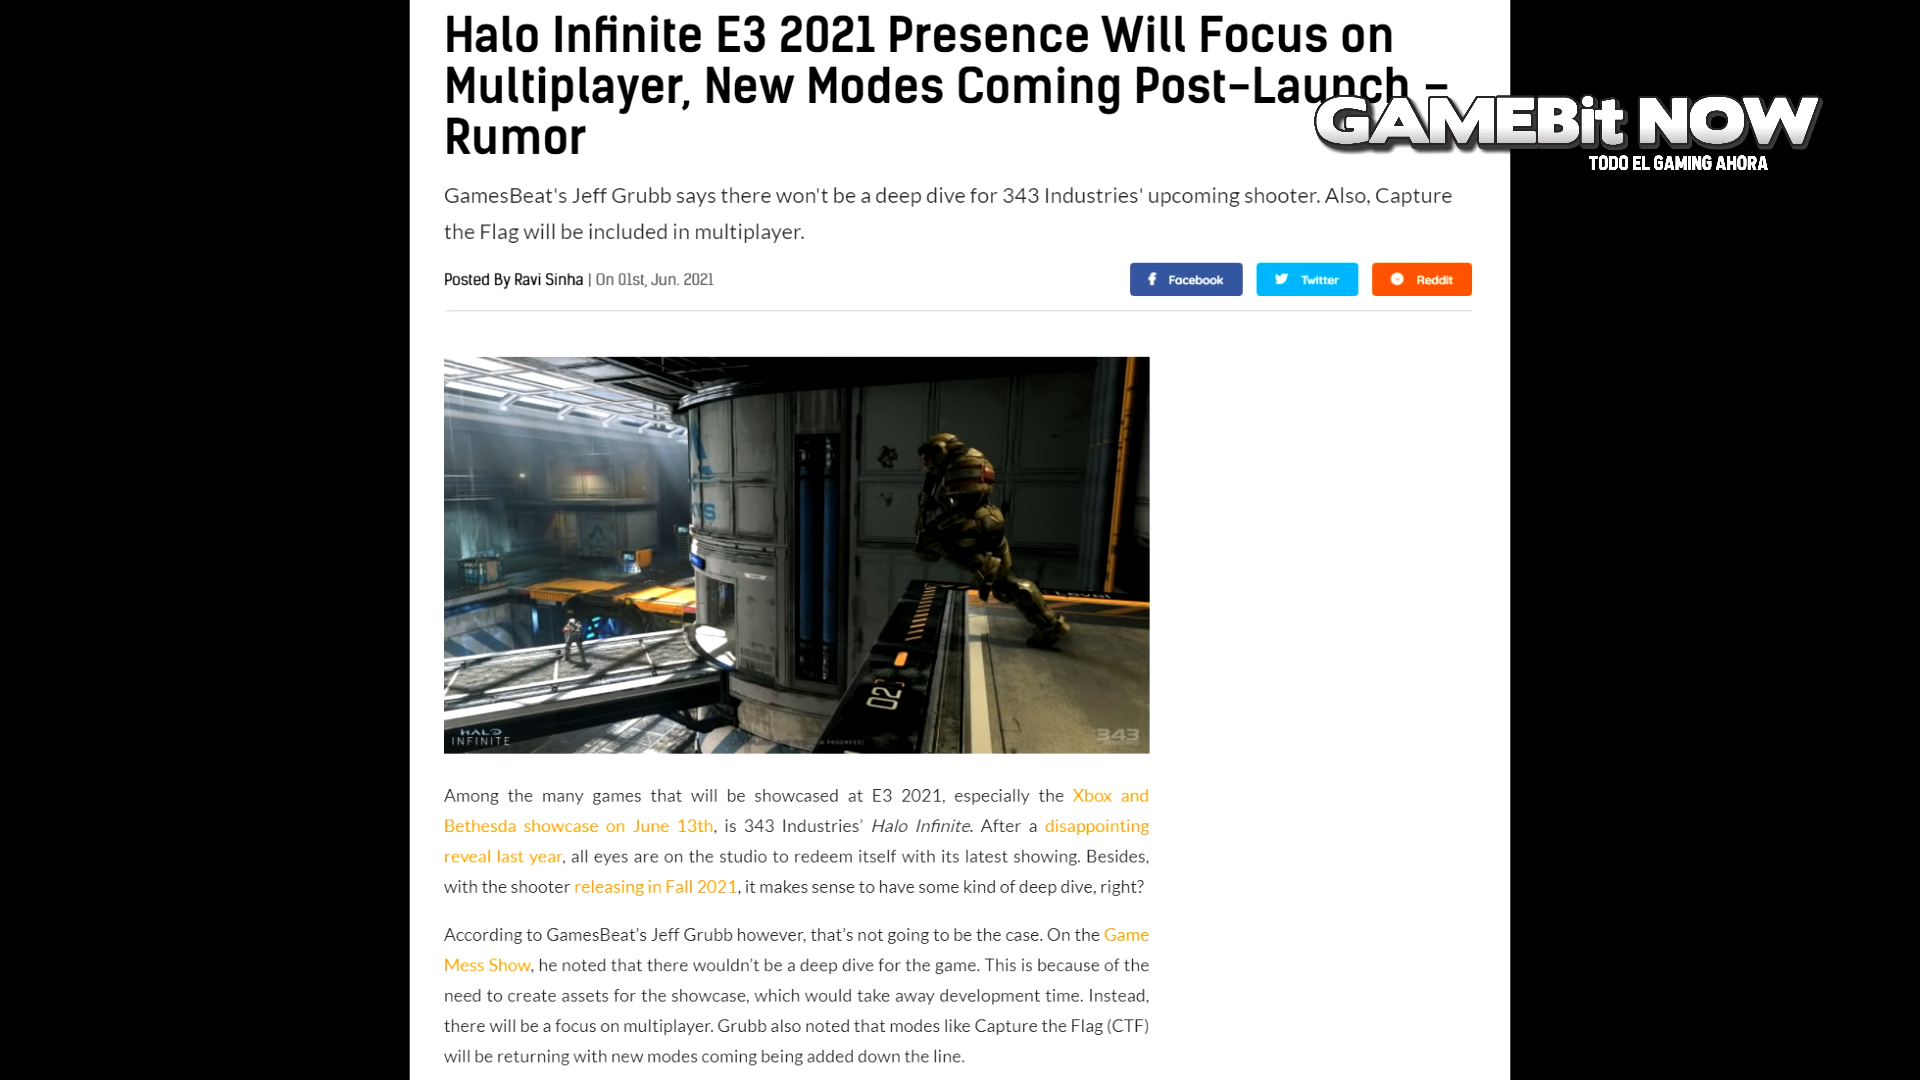 Halo Infinite E3 2021 Presence Will Focus on
Multiplayer, New Modes Coming Post-Launch –
Rumor
GAMEBit NOW
TODO EL GAMING AHORA
GamesBeat's Jeff Grubb says there won't be a deep dive for 343 Industries' upcoming shooter. Also, Capture
the Flag will be included in multiplayer.
Posted By Ravi Sinha | On 01st, Jun. 2021
Facebook
Twitter
Reddit
Level
02
HALO
INFINITE
343
Among the many games that will be showcased at E3 2021, especially the Xbox and
Bethesda showcase on June 13th, is 343 Industries’ Halo Infinite. After a disappointing
reveal last year, all eyes are on the studio to redeem itself with its latest showing. Besides,
with the shooter releasing in Fall 2021, it makes sense to have some kind of deep dive, right?
According to GamesBeat’s Jeff Grubb however, that’s not going to be the case. On the Game
Mess Show, he noted that there wouldn’t be a deep dive for the game. This is because of the
need to create assets for the showcase, which would take away development time. Instead,
there will be a focus on multiplayer. Grubb also noted that modes like Capture the Flag (CTF)
will be returning with new modes coming being added down the line.